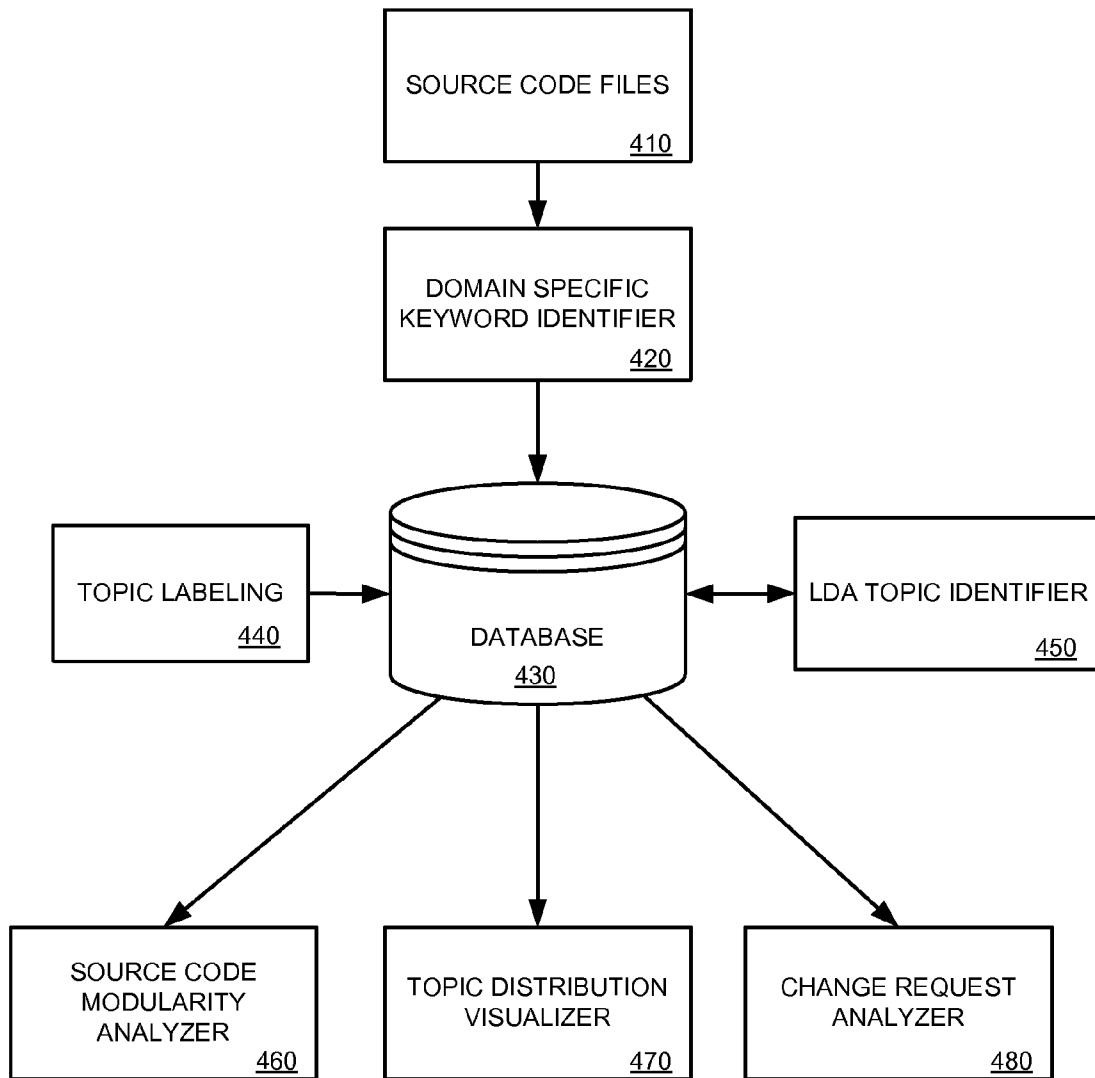 SOURCE CODE FILES
410
DOMAIN SPECIFIC
KEYWORD IDENTIFIER
420
TOPIC LABELING
440
DATABASE
430
LDA TOPIC IDENTIFIER
450
SOURCE CODE
MODULARITY
ANALYZER
460
TOPIC DISTRIBUTION
VISUALIZER
470
CHANGE REQUEST
ANALYZER
480